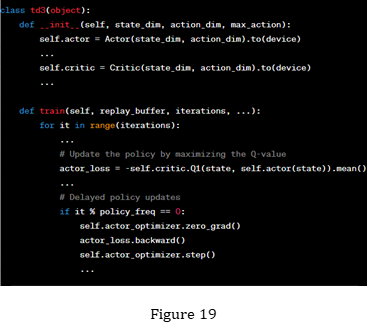 class td3(object):
def __init__(self, state_dim, action_dim, max_action):
self.actor = Actor(state_dim, action_dim).to(device)
...
self.critic = Critic(state_dim, action_dim).to(device)
...
def train(self, replay_buffer, iterations, ...):
for it in range(iterations):
...
# Update the policy by maximizing the Q-value
actor_loss = -self.critic.Q1(state, self.actor(state)).mean()
...
# Delayed policy updates
if it % policy_freq == 0:
self.actor_optimizer.zero_grad()
actor_loss.backward()
self.actor_optimizer.step()
...
Figure 19